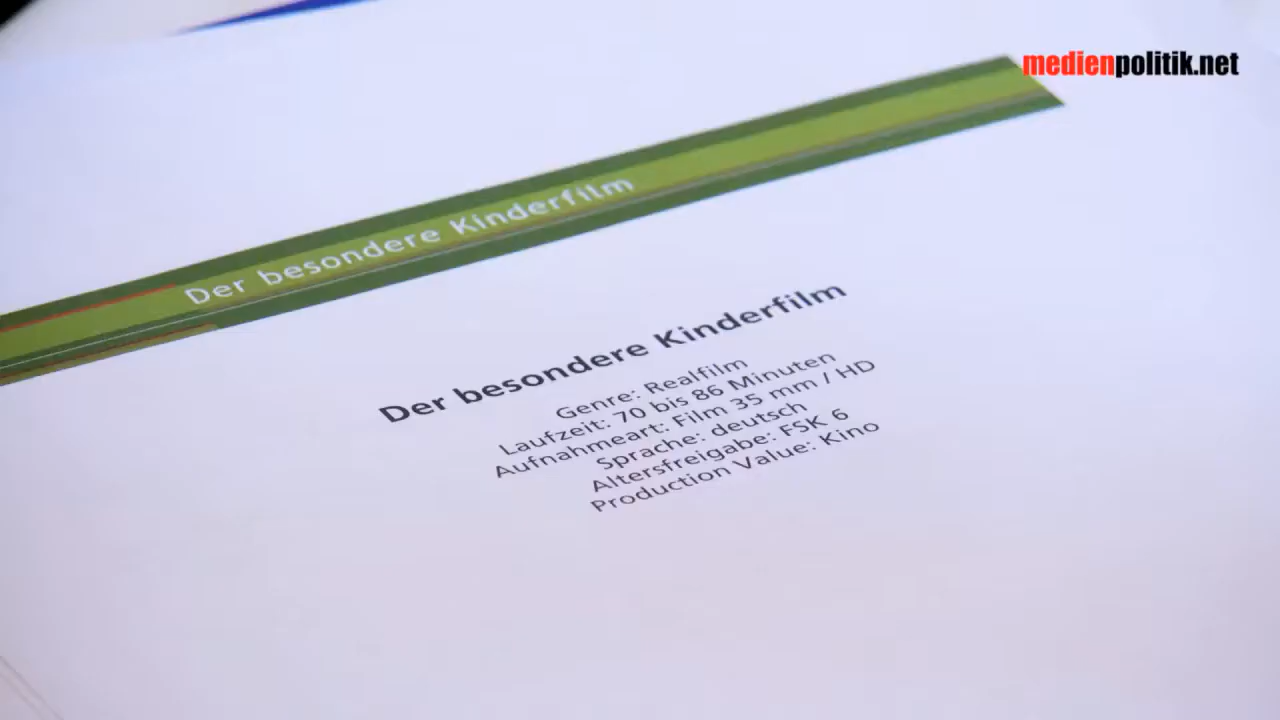 medienpolitik.net
Der besondere Kinderfilm
Der besondere Kinderfilm
Genre: Realfilm
Laufzeit: 70 bis 86 Minuten
Aufnahmeart: Film 35 mm / HD
Sprache: deutsch
Altersfreigabe: FSK 6
Production Value: Kino